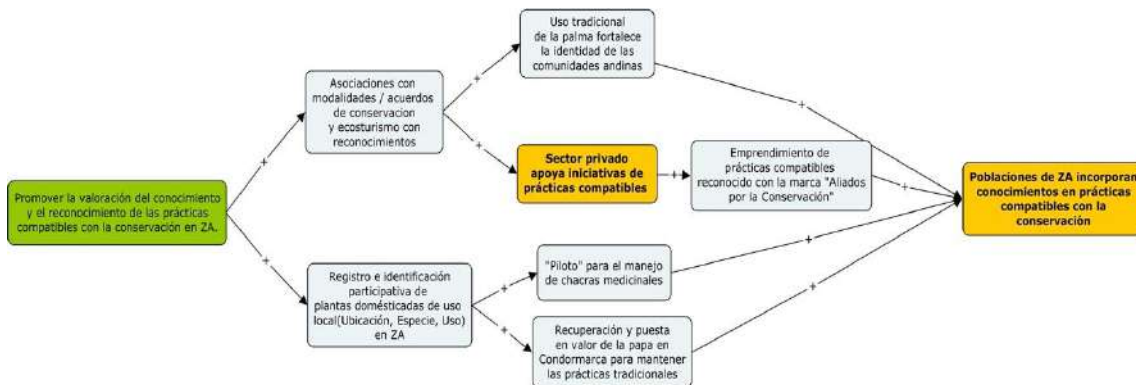 Uso tradicional
de la palma fortalece
la identidad de las
comunidades andinas
Asociaciones con
modalidades / acuerdos
de conservacion
y ecosturismo con
reconocimientos
Sector privado
apoya iniciativas de
prácticas compatibles
Emprendimiento de
prácticas compatibles
reconocido con la marca "Aliados
por la Conservación"
Poblaciones de ZA incorporan
conocimientos en prácticas
compatibles con la
conservación
Promover la valoración del conocimiento
y el reconocimiento de las prácticas
compatibles con la conservación en ZA.
Registro e identificación
participativa de
plantas domésticadas de uso
local(Ubicación, Especie, Uso)
en ZA
"Piloto" para el manejo
de chacras medicinales
Recuperación y puesta
en valor de la papa en
Condormarca para mantener
las prácticas tradicionales
+
+
+
+
+
+
+
+
+
+
+